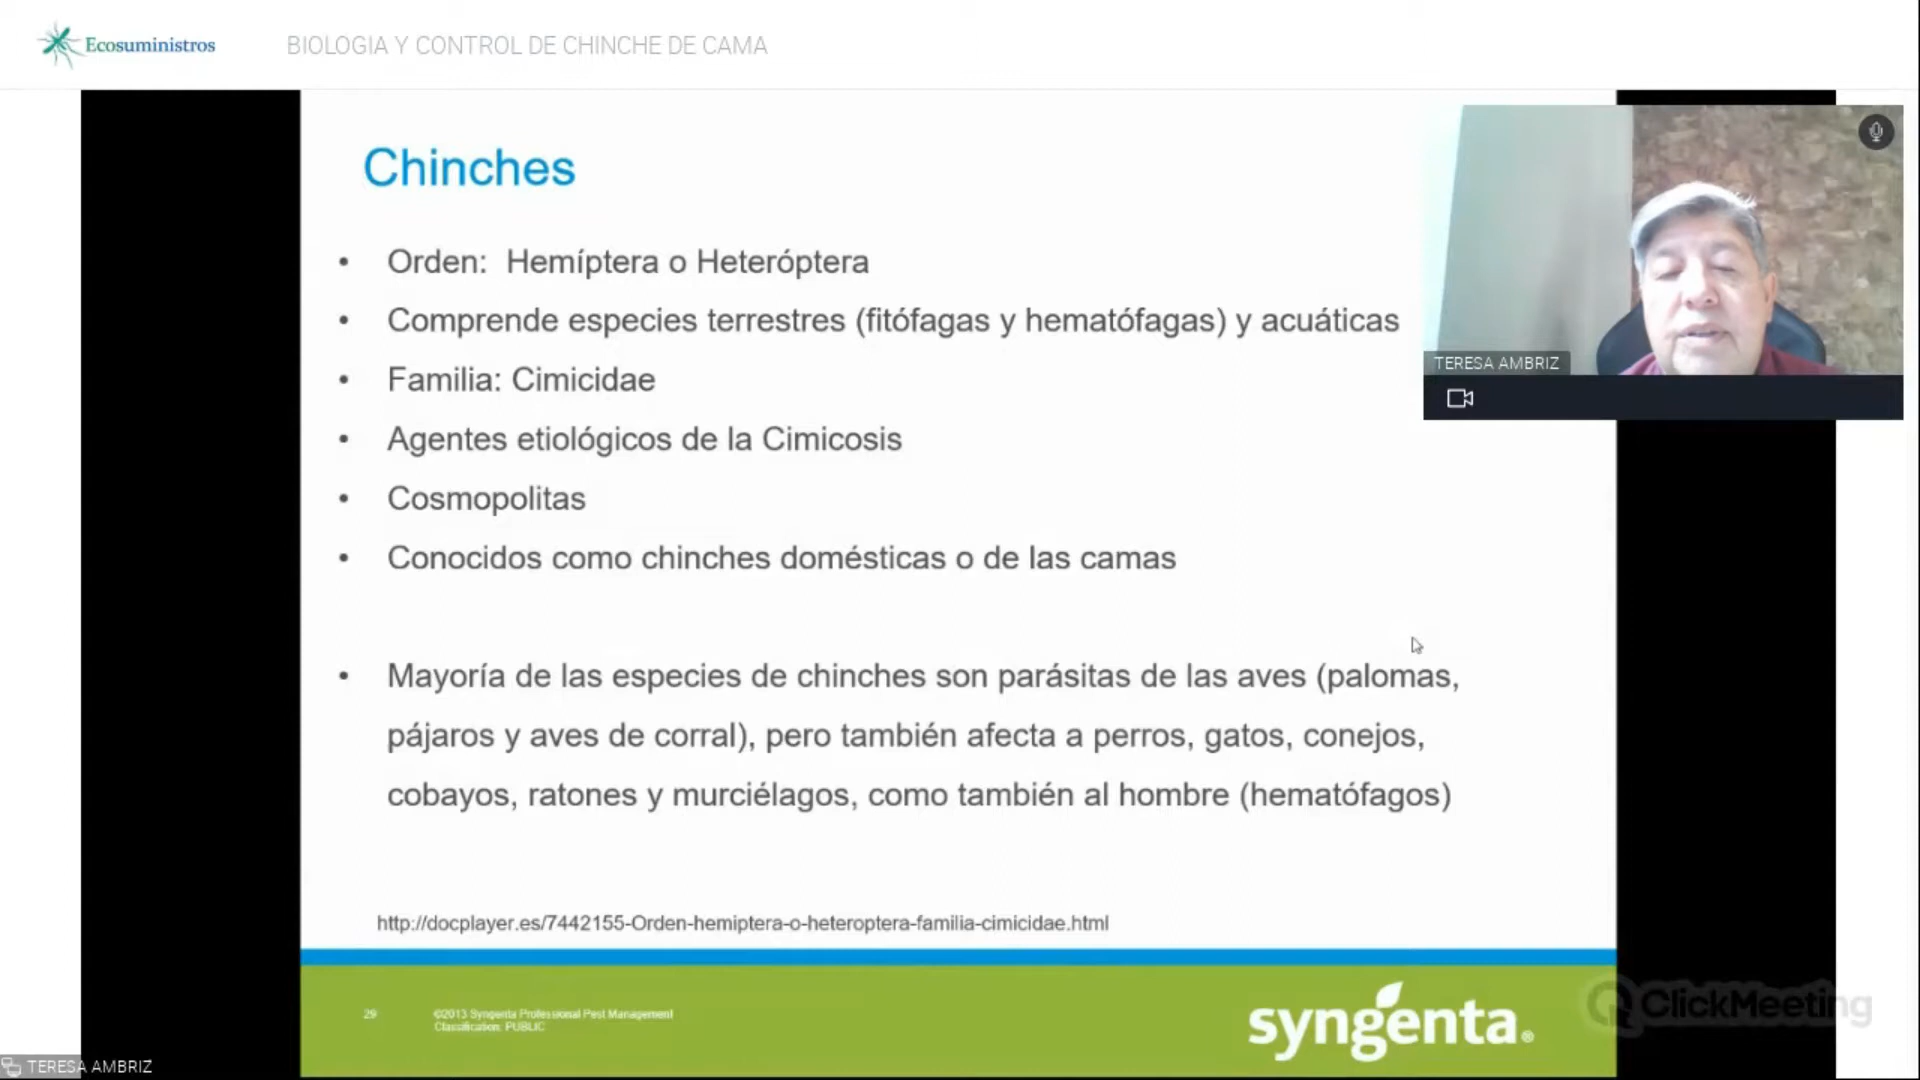 Ecosuministros
BIOLOGIA Y CONTROL DE CHINCHE DE CAMA
Chinches
• Orden:  Hemíptera o Heteróptera
• Comprende especies terrestres (fitófagas y hematófagas) y acuáticas
• Familia: Cimicidae
• Agentes etiológicos de la Cimicosis
• Cosmopolitas
• Conocidos como chinches domésticas o de las camas
• Mayoría de las especies de chinches son parásitas de las aves (palomas,
pájaros y aves de corral), pero también afecta a perros, gatos, conejos,
cobayos, ratones y murciélagos, como también al hombre (hematófagos)
http://docplayer.es/7442155-Orden-hemiptera-o-heteroptera-familia-cimicidae.html
TERESA AMBRIZ
29
©2013 Syngenta Professional Pest Management
Classification: PUBLIC
syngenta®
ClickMeeting
TERESA AMBRIZ